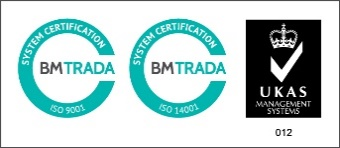 SYSTEM CERTIFICATION
BMTRADA
ISO 9001
SYSTEM CERTIFICATION
BMTRADA
ISO 14001
UKAS
MANAGEMENT
SYSTEMS
012